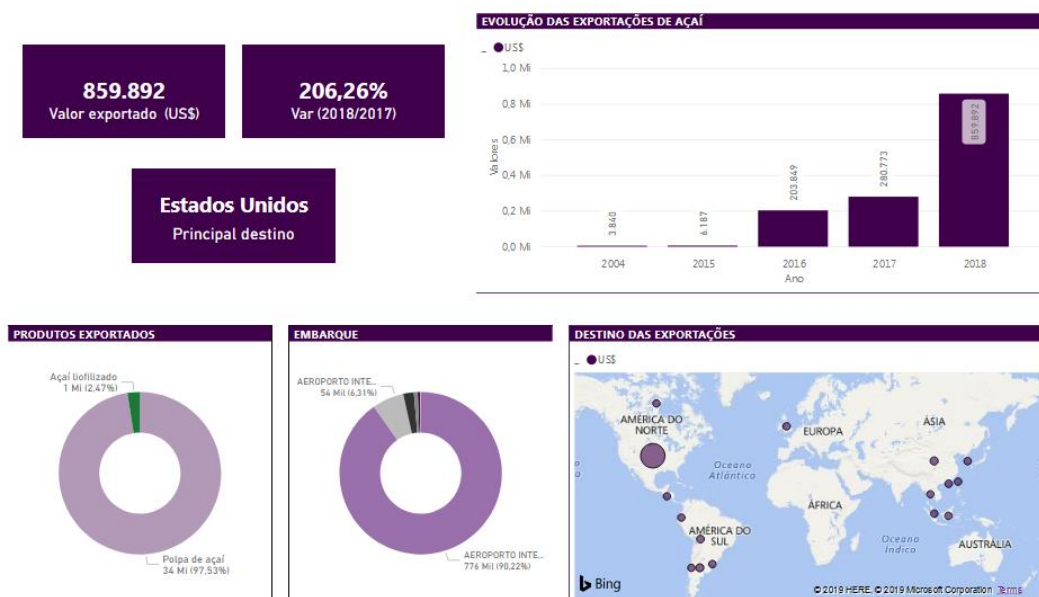 859.892
Valor exportado (US$)
206,26%
Var (2018/2017)
Estados Unidos
Principal destino
EVOLUÇÃO DAS EXPORTAÇÕES DE AÇAÍ
US$
1,0 Mi
0,8 Mi
0,6 Mi
0,4 Mi
0,2 Mi
0,0 Mi
Valores
3.840
6.187
203.849
280.773
859.892
2004
2015
2016
2017
2018
Ano
PRODUTOS EXPORTADOS
Açaí liofilizado
1 Mi (2,47%)
Polpa de açaí
34 Mi (97,53%)
EMBARQUE
AEROPORTO INTE...
54 Mil (6,31%)
AEROPORTO INTE...
776 Mil (90,22%)
DESTINO DAS EXPORTAÇÕES
US$
AMÉRICA DO
NORTE
EUROPA
ÁSIA
Oceano
Atlântico
ÁFRICA
AMÉRICA DO
SUL
Oceano
Índico
AUSTRÁLIA
Bing
© 2019 HERE, © 2019 Microsoft Corporation Terms